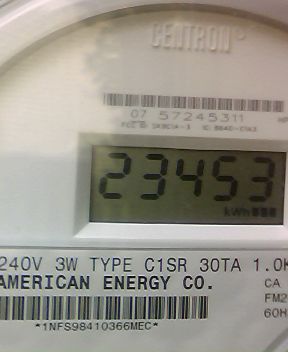 CENTRON®
07 57245311
23453
kWh
240V 3W TYPE C1SR 30TA 1.0K
AMERICAN ENERGY CO.
CA
FM2
60H
*1NFS98410366MEC*